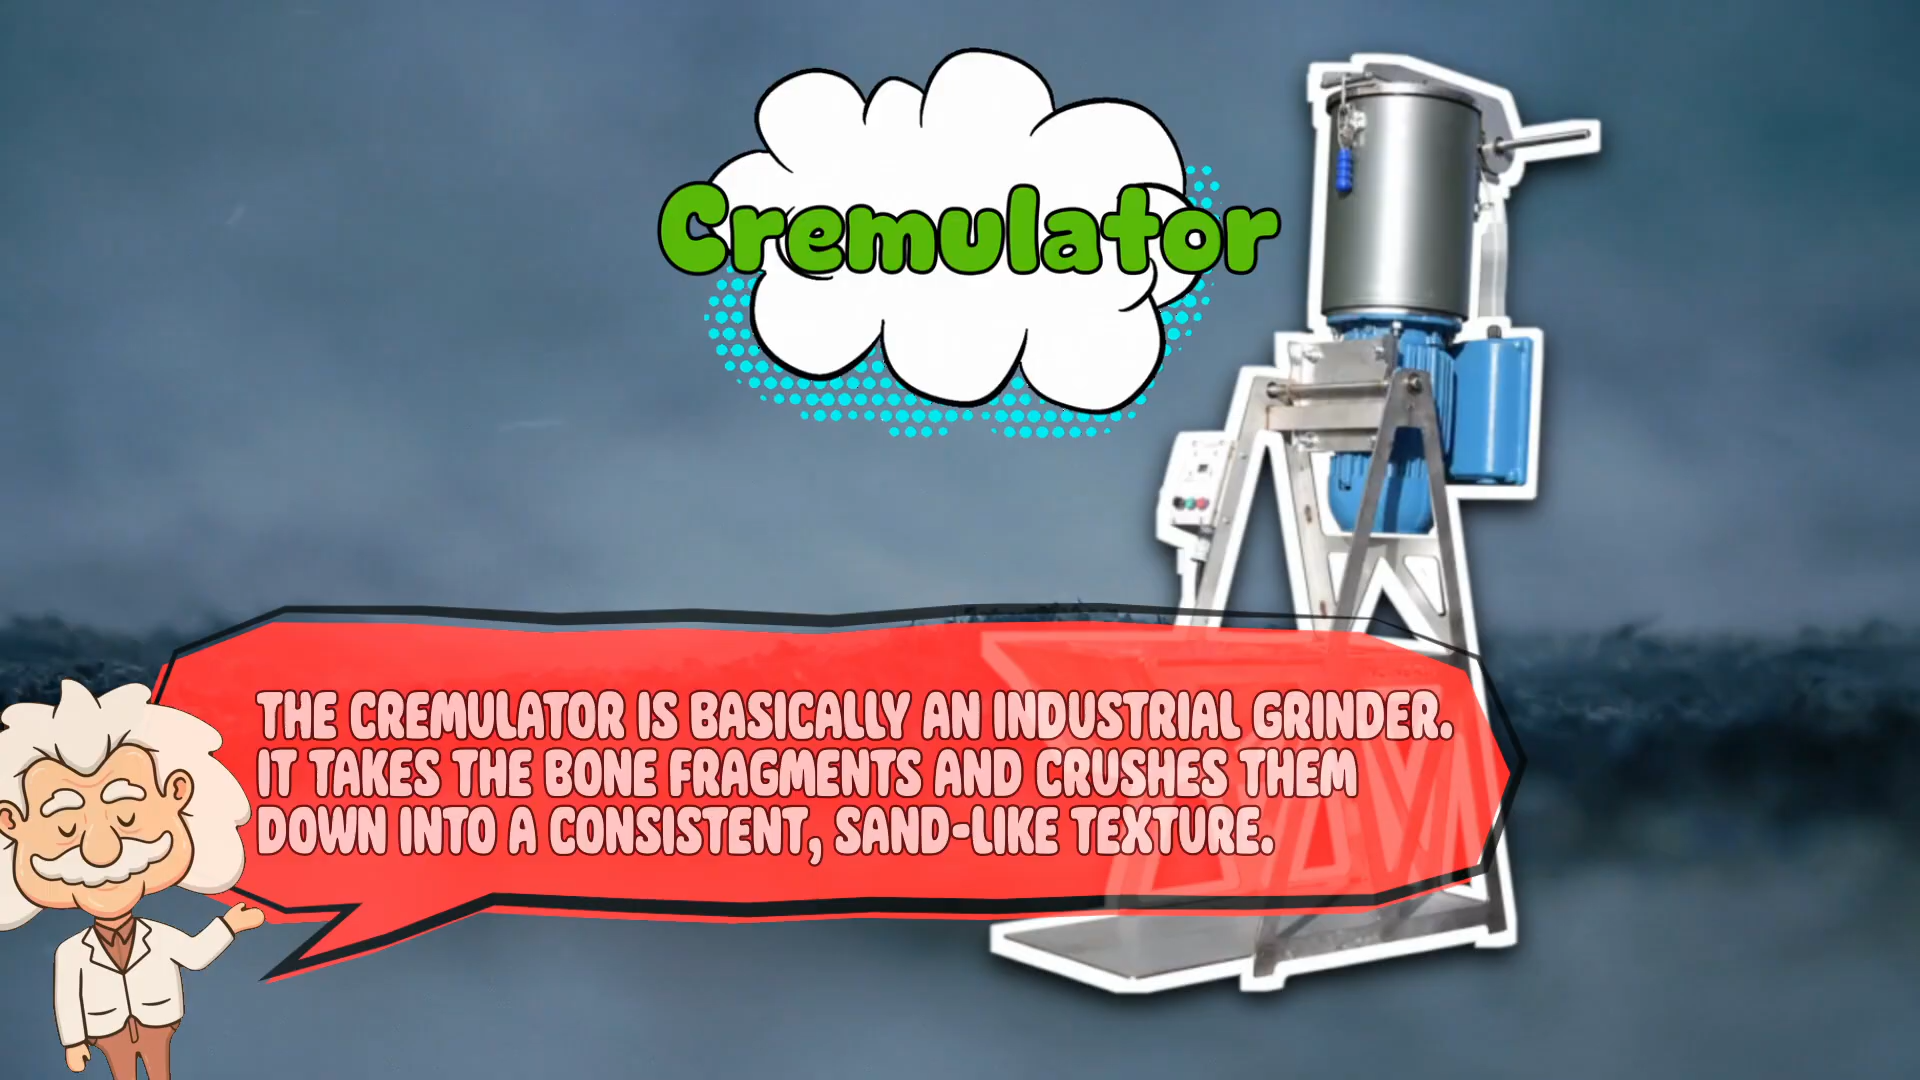 Cremulator
THE CREMULATOR IS BASICALLY AN INDUSTRIAL GRINDER.
IT TAKES THE BONE FRAGMENTS AND CRUSHES THEM
DOWN INTO A CONSISTENT, SAND-LIKE TEXTURE.